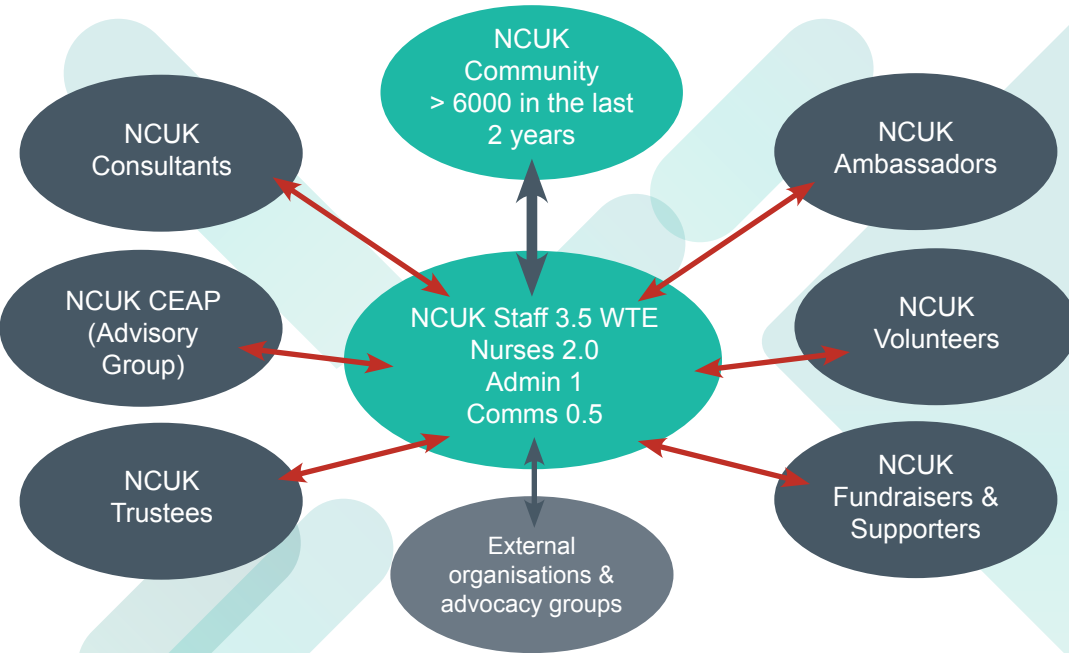 NCUK
Community
> 6000 in the last
2 years
NCUK
Consultants
NCUK
Ambassadors
NCUK CEAP
(Advisory
Group)
NCUK Staff 3.5 WTE
Nurses 2.0
Admin 1
Comms 0.5
NCUK
Volunteers
NCUK
Trustees
NCUK
Fundraisers &
Supporters
External
organisations &
advocacy groups